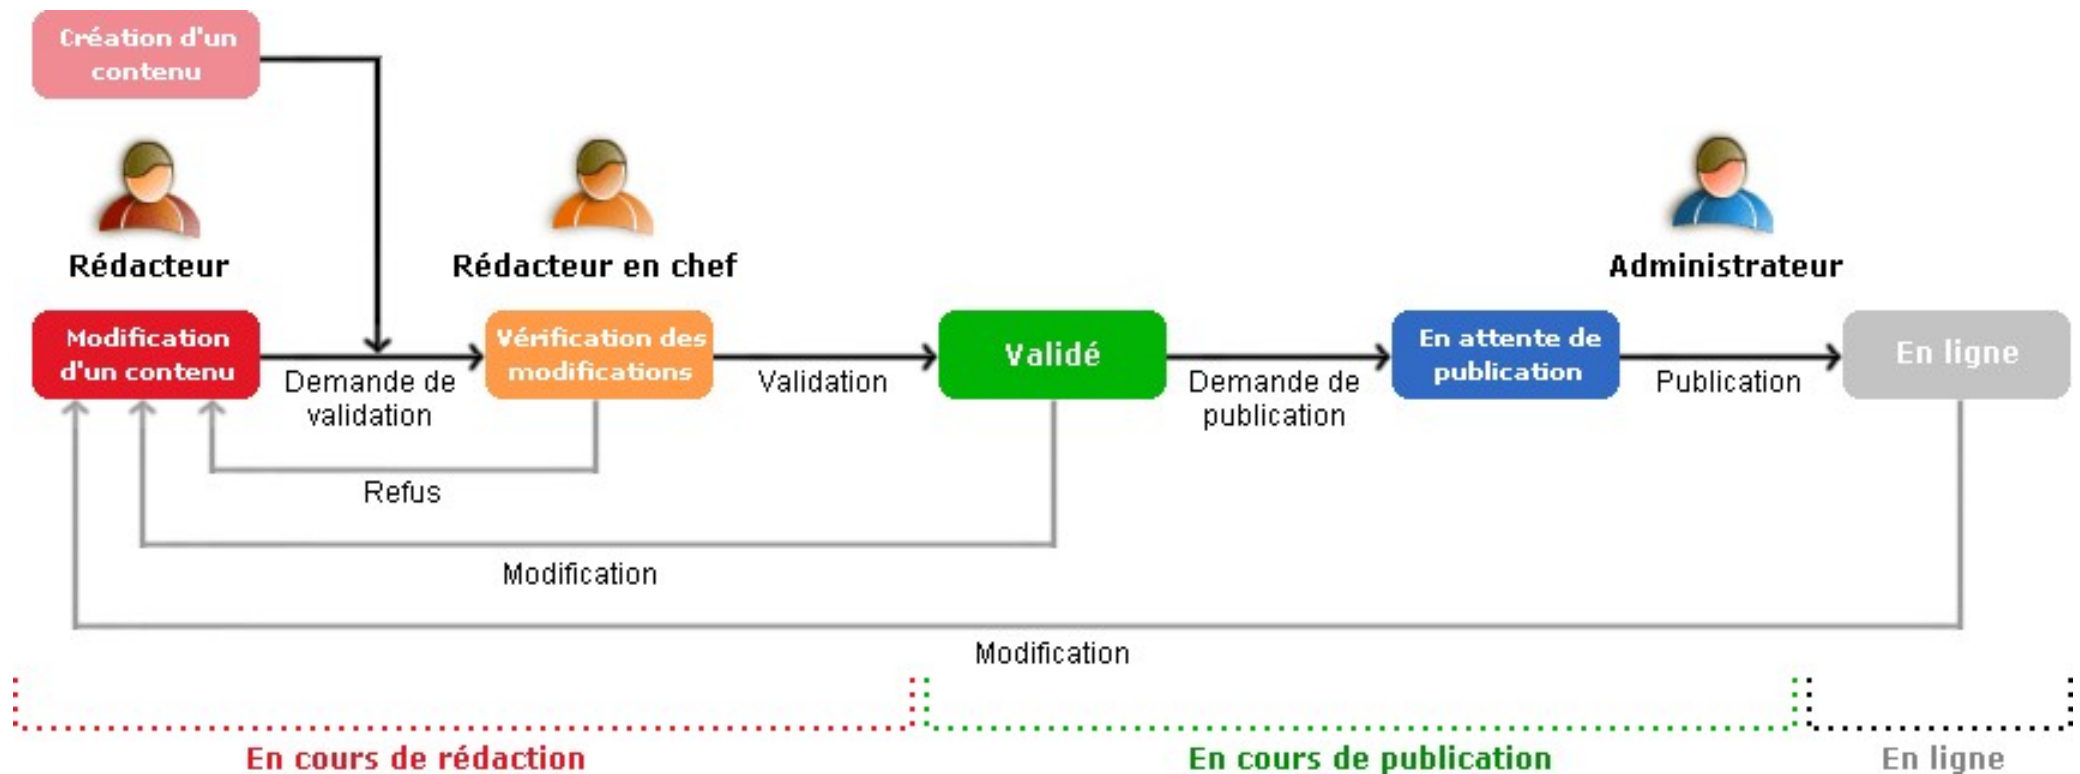 Création d'un
contenu
Rédacteur
Rédacteur en chef
Administrateur
Modification
d'un contenu
Demande de
validation
Vérification des
modifications
Validation
Validé
Demande de
publication
En attente de
publication
Publication
En ligne
Refus
Modification
Modification
En cours de rédaction
En cours de publication
En ligne